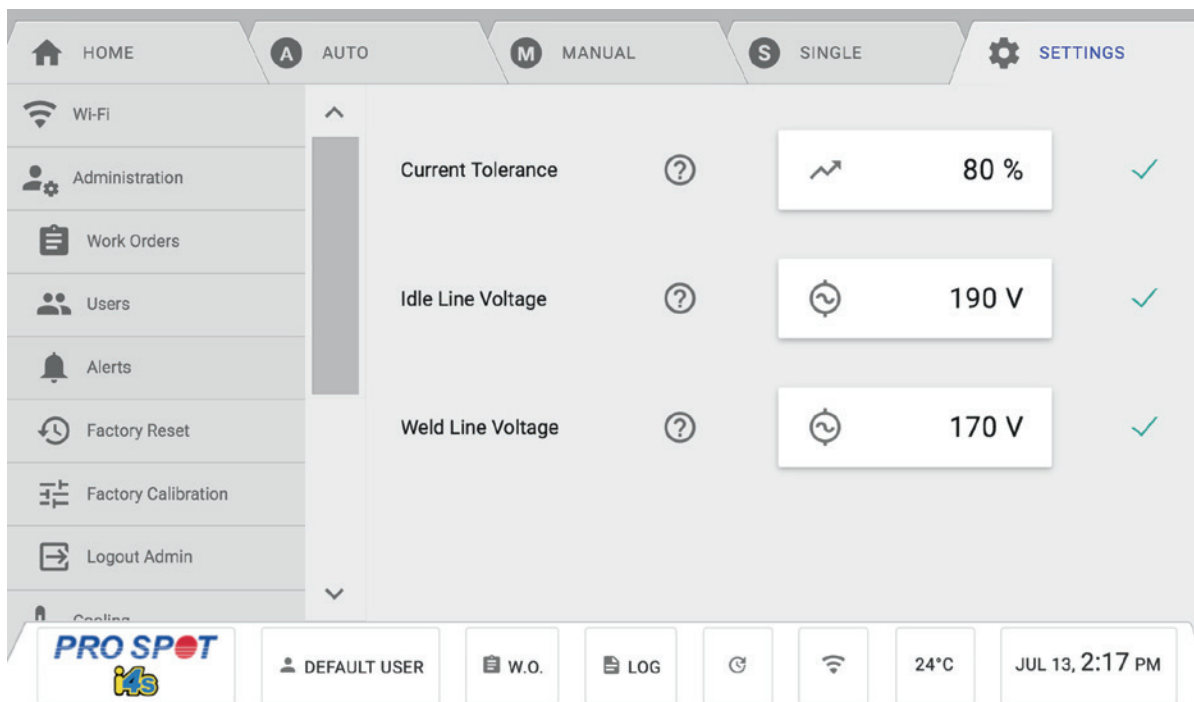 HOME
A AUTO
M MANUAL
S SINGLE
SETTINGS
Wi-Fi
Administration
Work Orders
Users
Alerts
Factory Reset
Factory Calibration
Logout Admin
Cooling
Current Tolerance ? 80 %
Idle Line Voltage ? 190 V
Weld Line Voltage ? 170 V
PRO SPOT
i4s
DEFAULT USER
W.O.
LOG
24°C
JUL 13, 2:17 PM